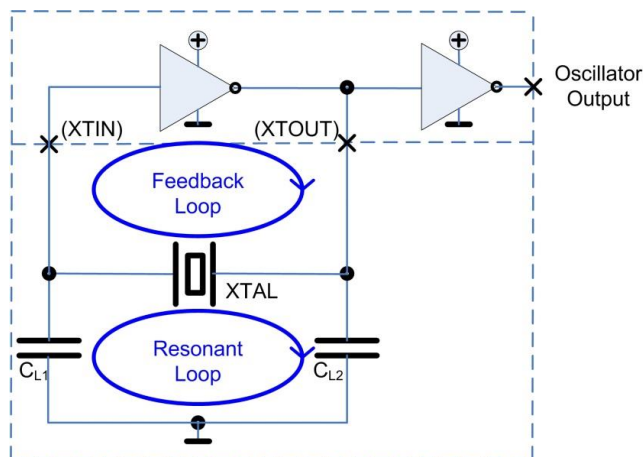 Oscillator
Output
(XTIN)
(XTOUT)
Feedback
Loop
XTAL
Resonant
Loop
CL1
CL2